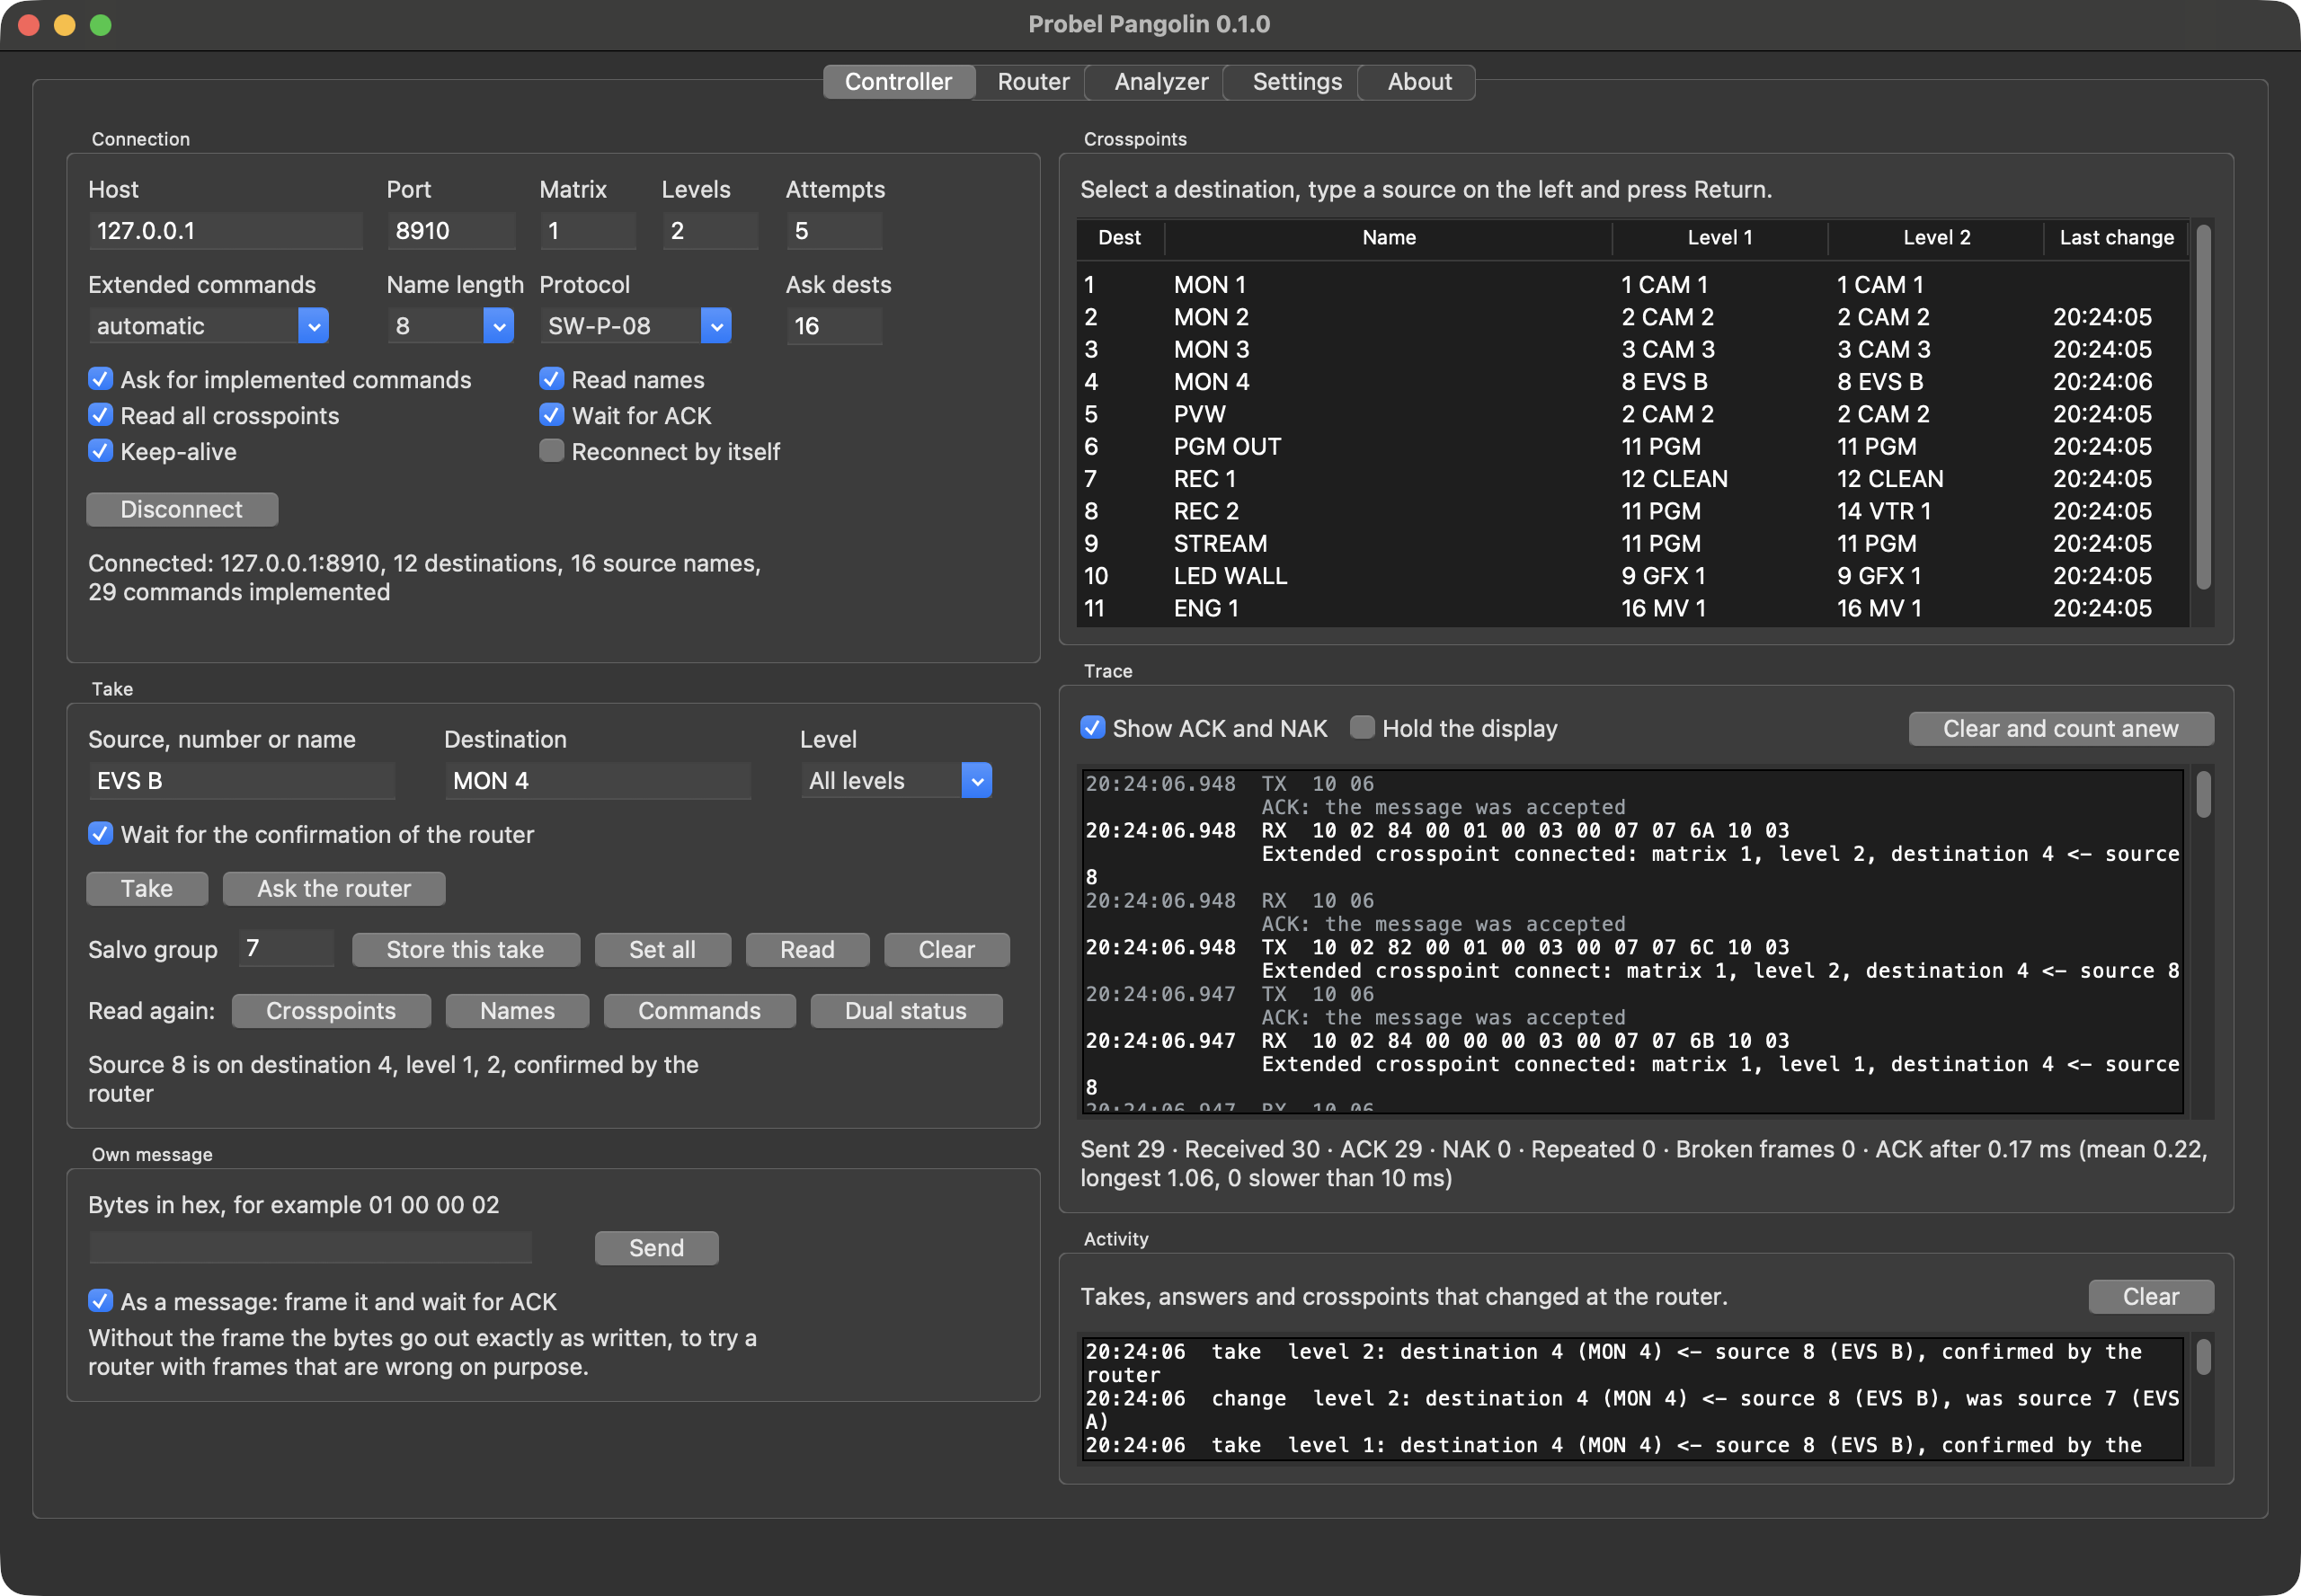 Probel Pangolin 0.1.0
Controller Router Analyzer Settings About
Connection
Host Port Matrix Levels Attempts
127.0.0.1 8910 1 2 5
Extended commands Name length Protocol Ask dests
automatic 8 SW-P-08 16
Ask for implemented commands Read names
Read all crosspoints Wait for ACK
Keep-alive Reconnect by itself
Disconnect
Connected: 127.0.0.1:8910, 12 destinations, 16 source names,
29 commands implemented
Take
Source, number or name Destination Level
EVS B MON 4 All levels
Wait for the confirmation of the router
Take Ask the router
Salvo group 7 Store this take Set all Read Clear
Read again: Crosspoints Names Commands Dual status
Source 8 is on destination 4, level 1, 2, confirmed by the
router
Own message
Bytes in hex, for example 01 00 00 02
Send
As a message: frame it and wait for ACK
Without the frame the bytes go out exactly as written, to try a
router with frames that are wrong on purpose.
Crosspoints
Select a destination, type a source on the left and press Return.
Dest Name Level 1 Level 2 Last change
1 MON 1 1 CAM 1 1 CAM 1
2 MON 2 2 CAM 2 2 CAM 2 20:24:05
3 MON 3 3 CAM 3 3 CAM 3 20:24:05
4 MON 4 8 EVS B 8 EVS B 20:24:06
5 PVW 2 CAM 2 2 CAM 2 20:24:05
6 PGM OUT 11 PGM 11 PGM 20:24:05
7 REC 1 12 CLEAN 12 CLEAN 20:24:05
8 REC 2 11 PGM 14 VTR 1 20:24:05
9 STREAM 11 PGM 11 PGM 20:24:05
10 LED WALL 9 GFX 1 9 GFX 1 20:24:05
11 ENG 1 16 MV 1 16 MV 1 20:24:05
Trace
Show ACK and NAK Hold the display Clear and count anew
20:24:06.948 TX 10 06
ACK: the message was accepted
20:24:06.948 RX 10 02 84 00 01 00 03 00 07 07 6A 10 03
Extended crosspoint connected: matrix 1, level 2, destination 4 <- source
8
20:24:06.948 RX 10 06
ACK: the message was accepted
20:24:06.948 TX 10 02 82 00 01 00 03 00 07 07 6C 10 03
Extended crosspoint connect: matrix 1, level 2, destination 4 <- source 8
20:24:06.947 TX 10 06
ACK: the message was accepted
20:24:06.947 RX 10 02 84 00 00 00 03 00 07 07 6B 10 03
Extended crosspoint connected: matrix 1, level 1, destination 4 <- source
8
20:24:06.947 RX 10 06
Sent 29 · Received 30 · ACK 29 · NAK 0 · Repeated 0 · Broken frames 0 · ACK after 0.17 ms (mean 0.22,
longest 1.06, 0 slower than 10 ms)
Activity
Takes, answers and crosspoints that changed at the router. Clear
20:24:06 take level 2: destination 4 (MON 4) <- source 8 (EVS B), confirmed by the
router
20:24:06 change level 2: destination 4 (MON 4) <- source 8 (EVS B), was source 7 (EVS
A)
20:24:06 take level 1: destination 4 (MON 4) <- source 8 (EVS B), confirmed by the